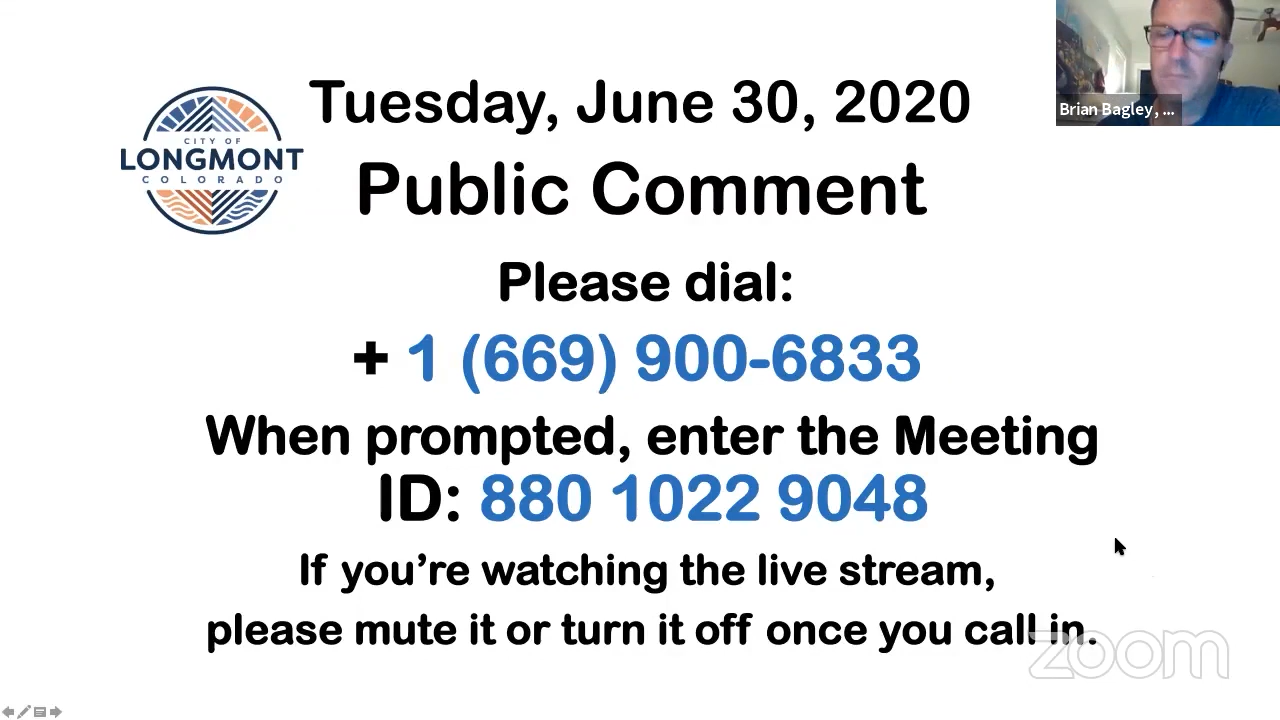 Tuesday, June 30, 2020
CITY OF
LONGMONT
COLORADO
Public Comment
Brian Bagley, ...
Please dial:
+ 1 (669) 900-6833
When prompted, enter the Meeting
ID: 880 1022 9048
If you’re watching the live stream,
please mute it or turn it off once you call in.
zoom